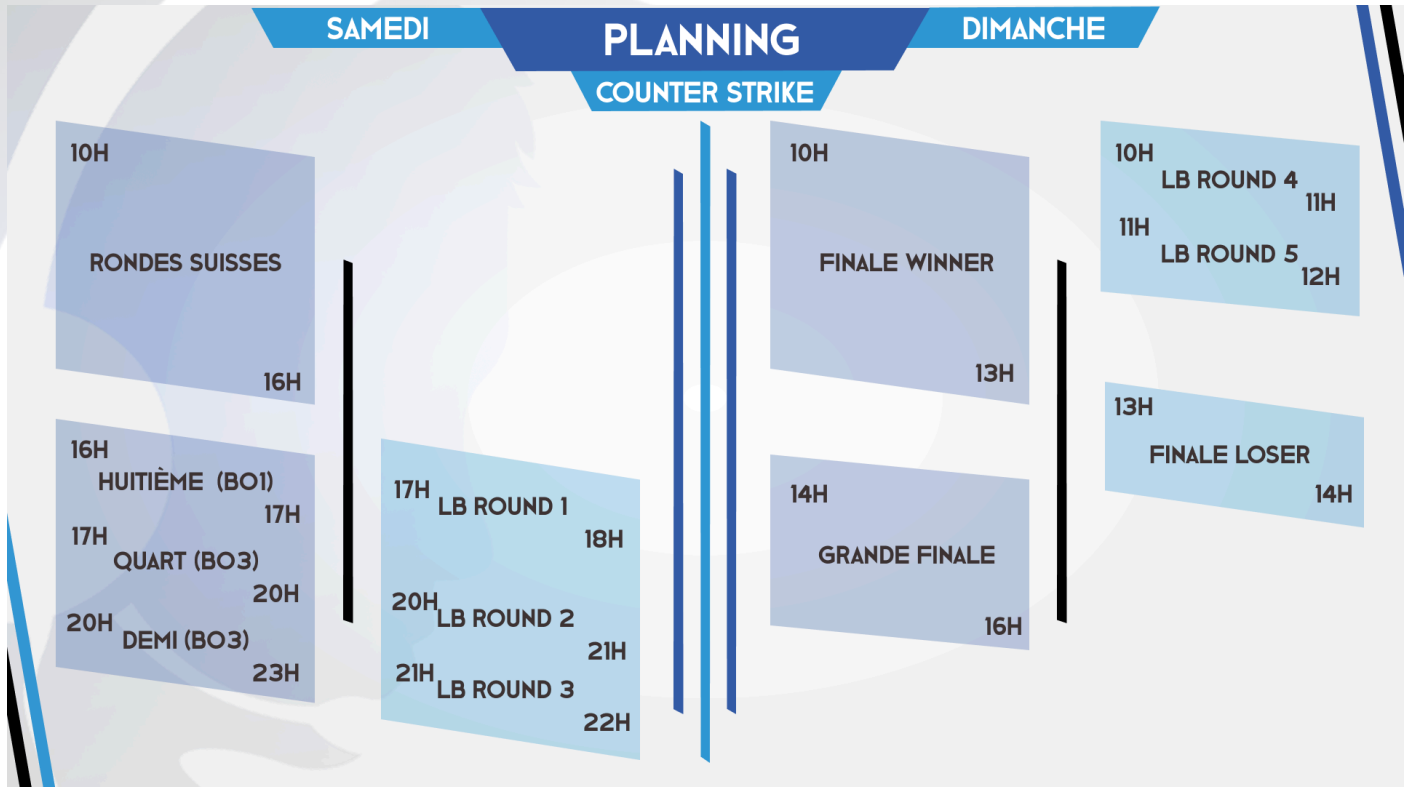 SAMEDI
PLANNING
DIMANCHE
COUNTER STRIKE
10H
RONDES SUISSES
16H
16H
HUITIÈME (BO1)
17H
17H
QUART (BO3)
20H
20H
DEMI (BO3)
23H
17H
LB ROUND 1
18H
20H
LB ROUND 2
21H
21H
LB ROUND 3
22H
10H
FINALE WINNER
13H
14H
GRANDE FINALE
16H
10H
LB ROUND 4
11H
11H
LB ROUND 5
12H
13H
FINALE LOSER
14H